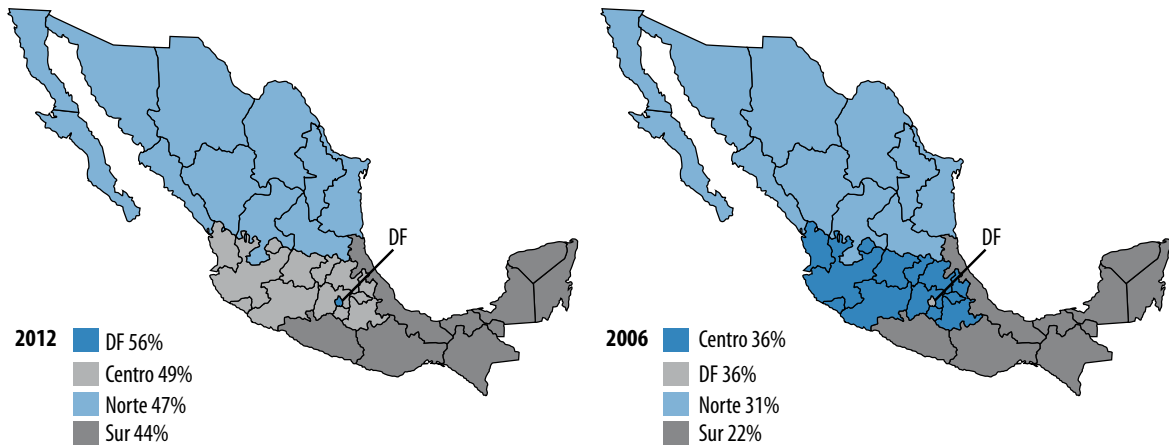 DF
2012
DF 56%
Centro 49%
Norte 47%
Sur 44%
DF
2006
Centro 36%
DF 36%
Norte 31%
Sur 22%